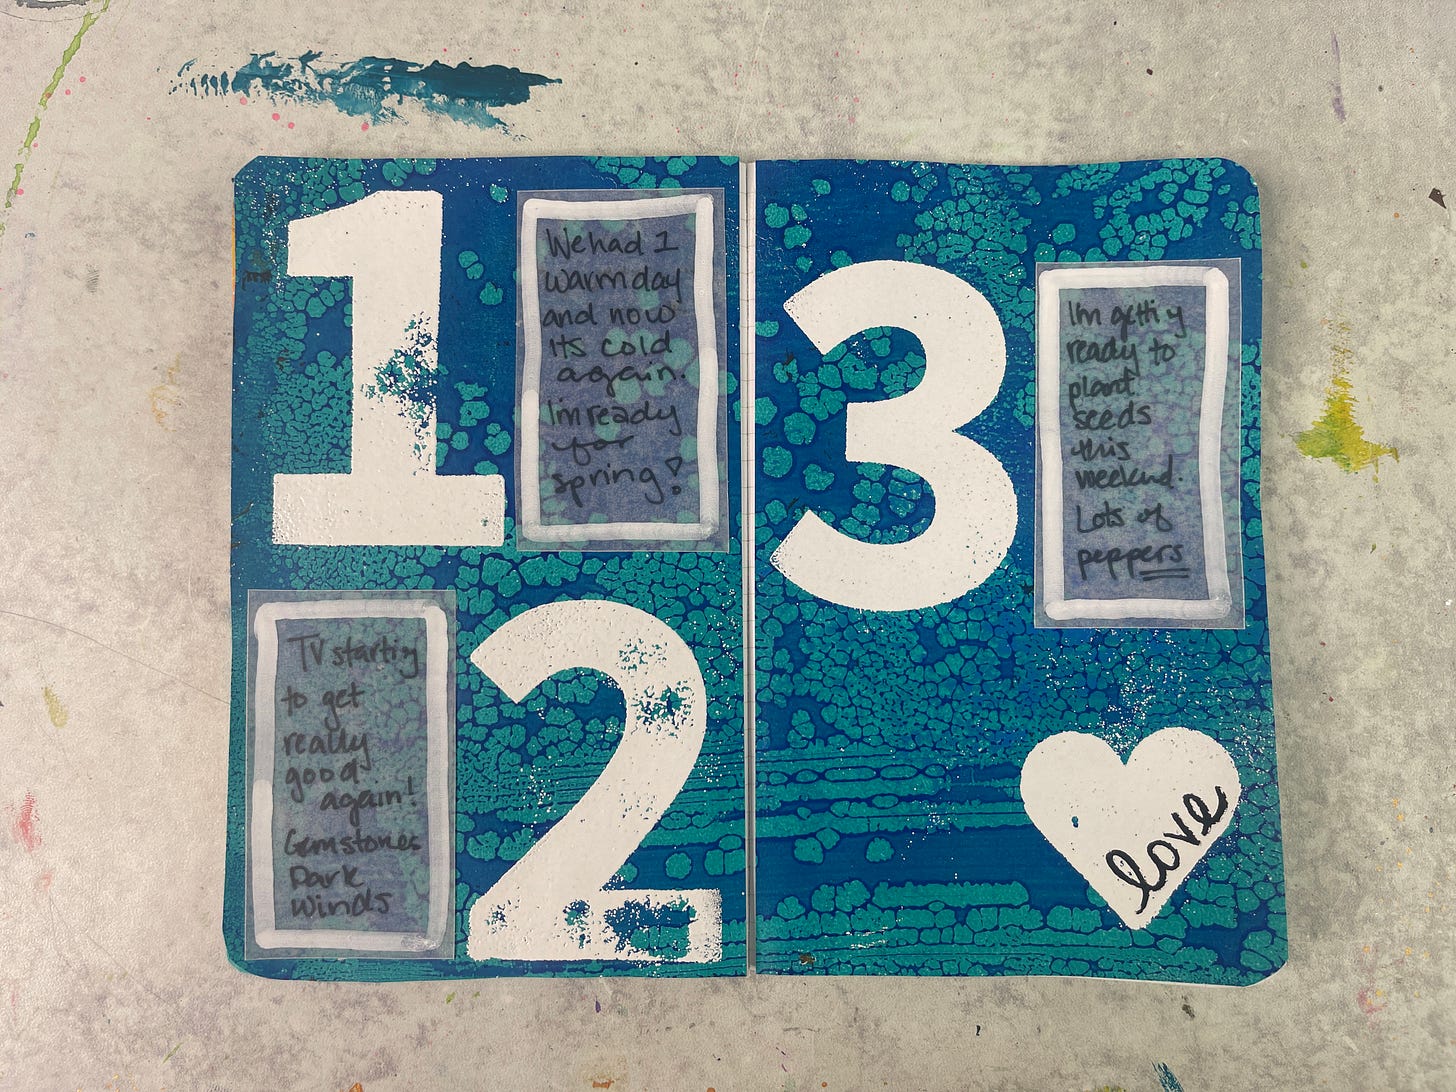 1
We had 1
warm day
and now
its cold
again.
I'm ready
for
spring!
TV starting
to get
really
good
again!
Gemstones
Dark
Winds
2
3
I'm getting
ready to
plant
seeds
this
weekend.
Lots of
peppers
love